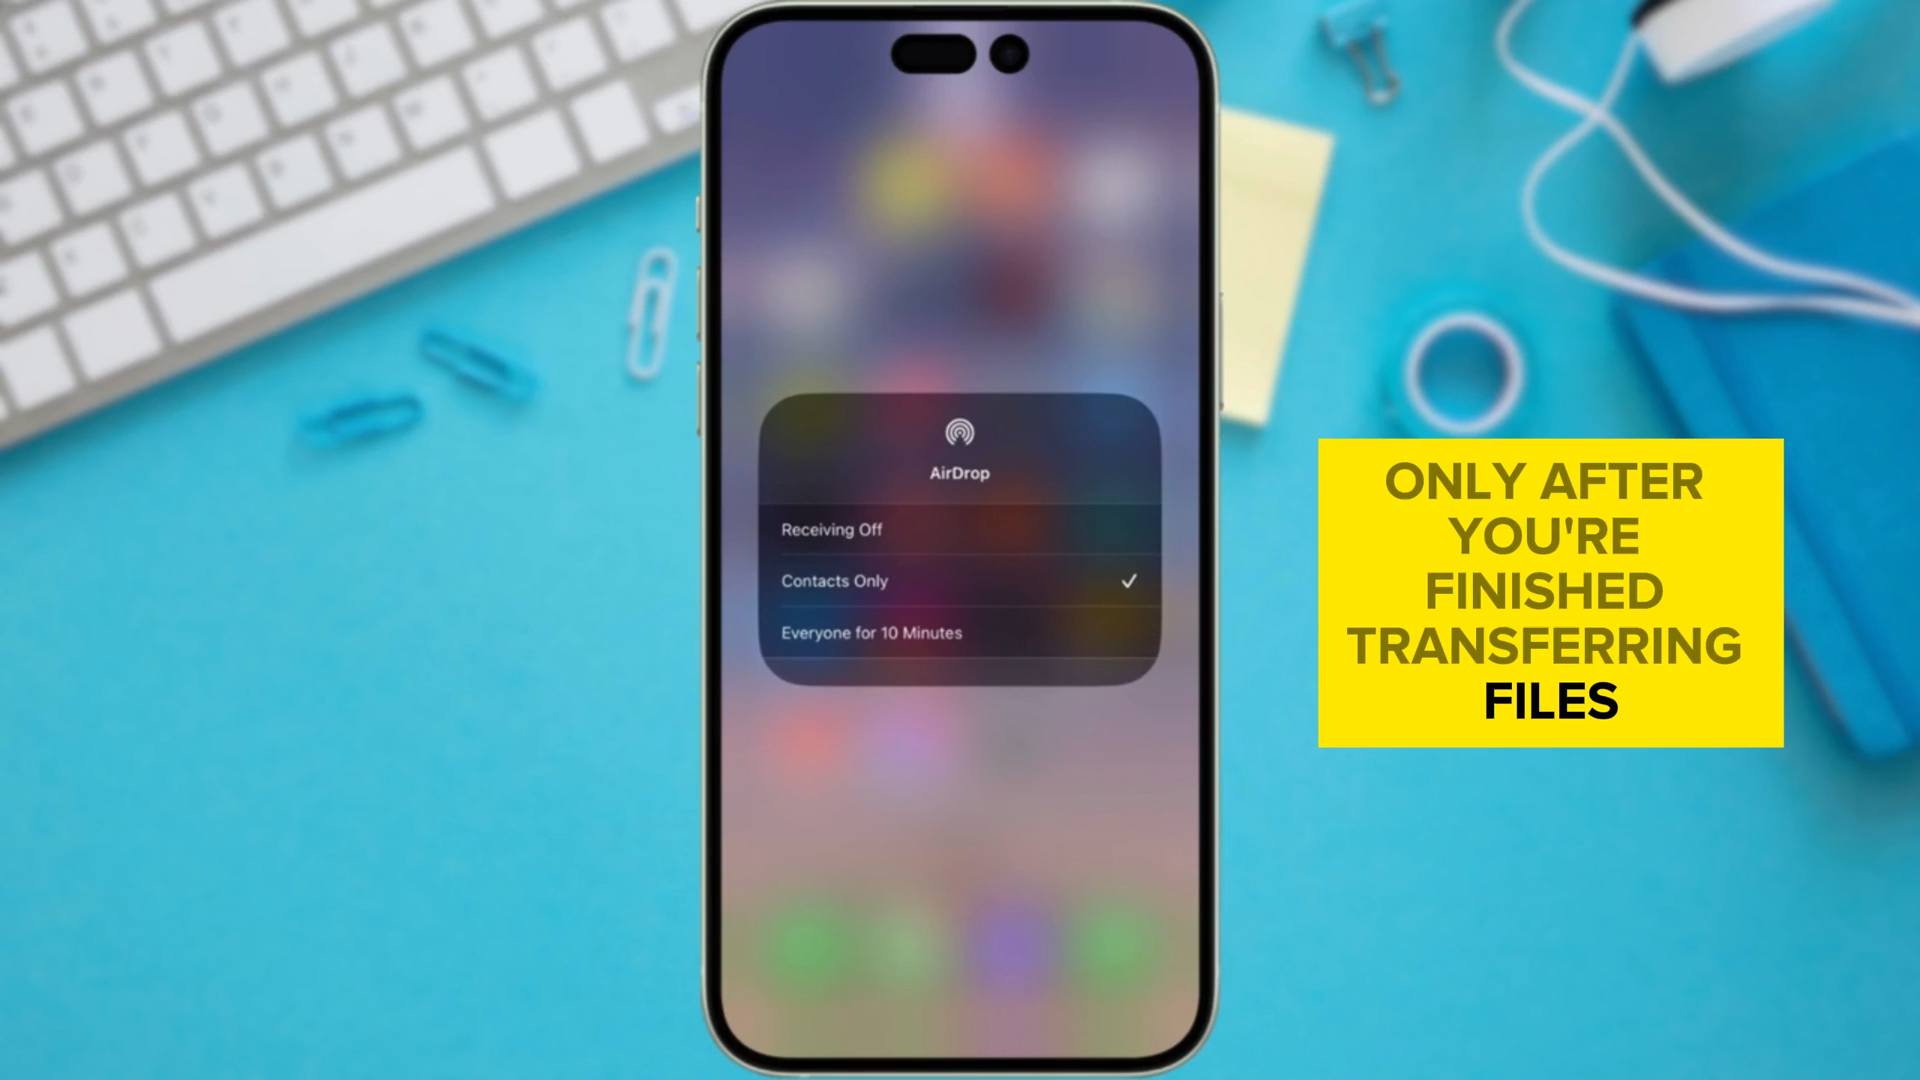 AirDrop
Receiving Off
Contacts Only
Everyone for 10 Minutes
ONLY AFTER
YOU'RE
FINISHED
TRANSFERRING
FILES